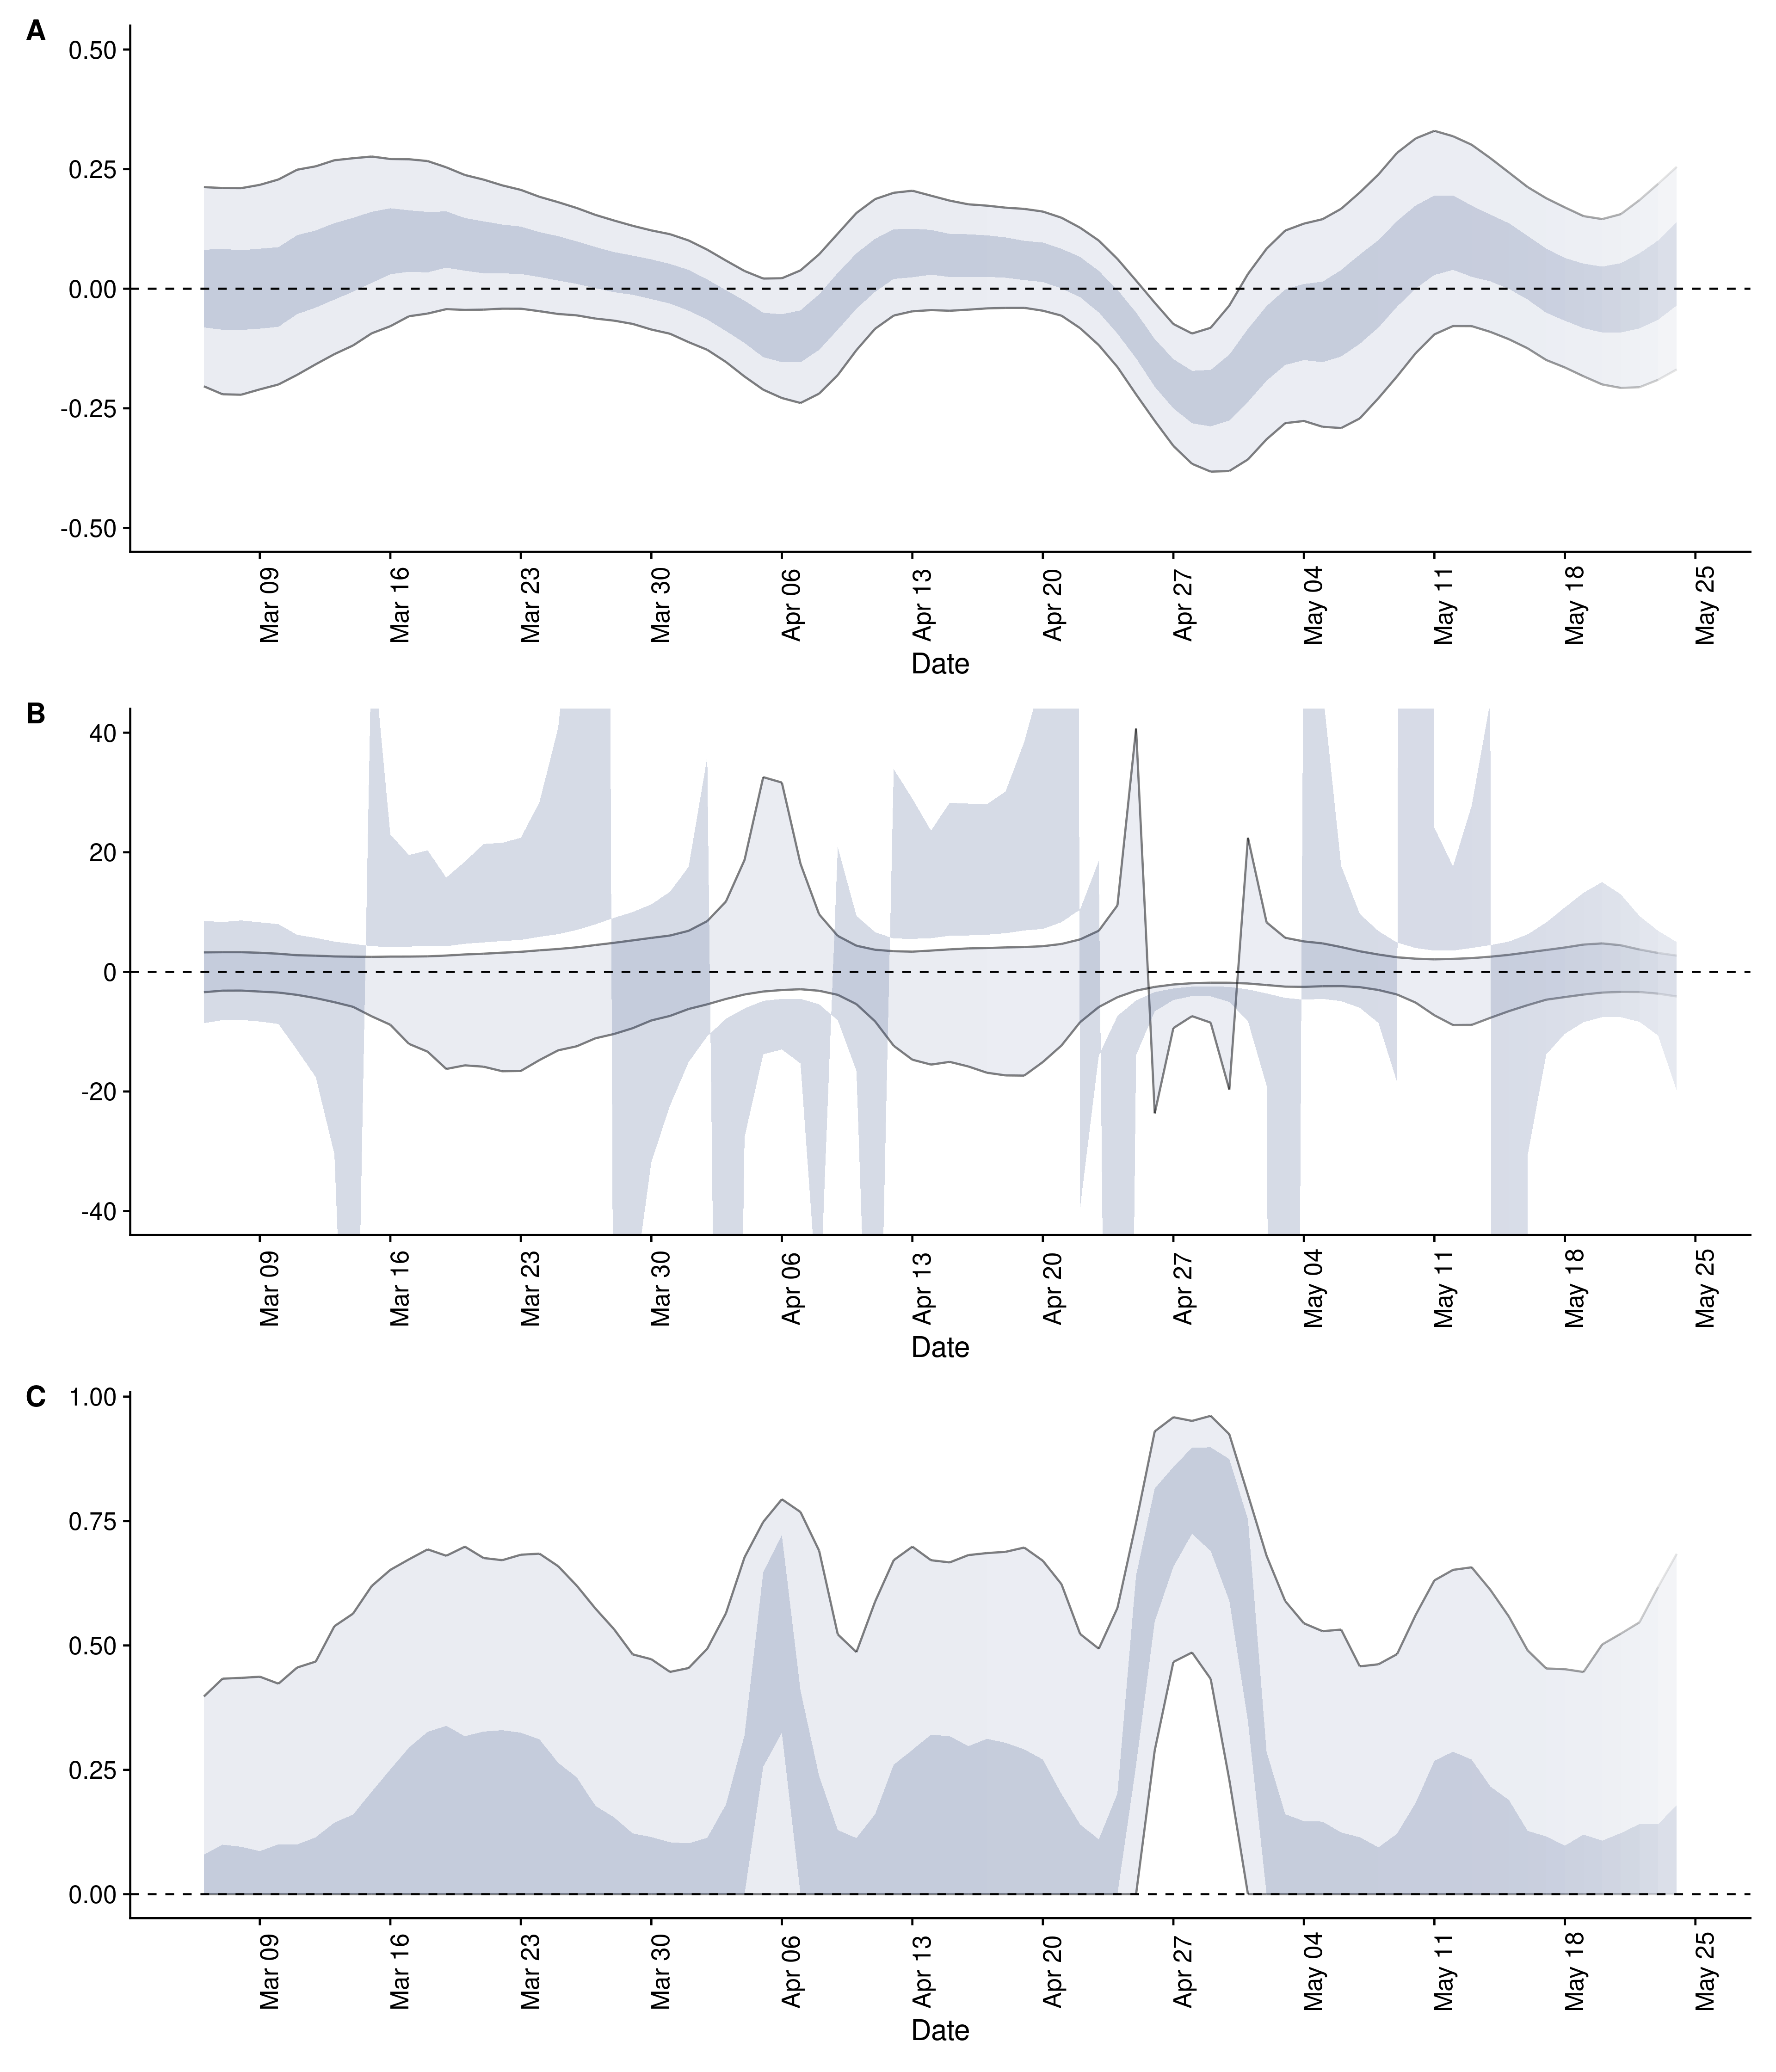 A
0.50
0.25
0.00
-0.25
-0.50
Mar 09
Mar 16
Mar 23
Mar 30
Apr 06
Apr 13
Apr 20
Apr 27
May 04
May 11
May 18
May 25
Date
B
40
20
0
-20
-40
Mar 09
Mar 16
Mar 23
Mar 30
Apr 06
Apr 13
Apr 20
Apr 27
May 04
May 11
May 18
May 25
Date
C
1.00
0.75
0.50
0.25
0.00
Mar 09
Mar 16
Mar 23
Mar 30
Apr 06
Apr 13
Apr 20
Apr 27
May 04
May 11
May 18
May 25
Date